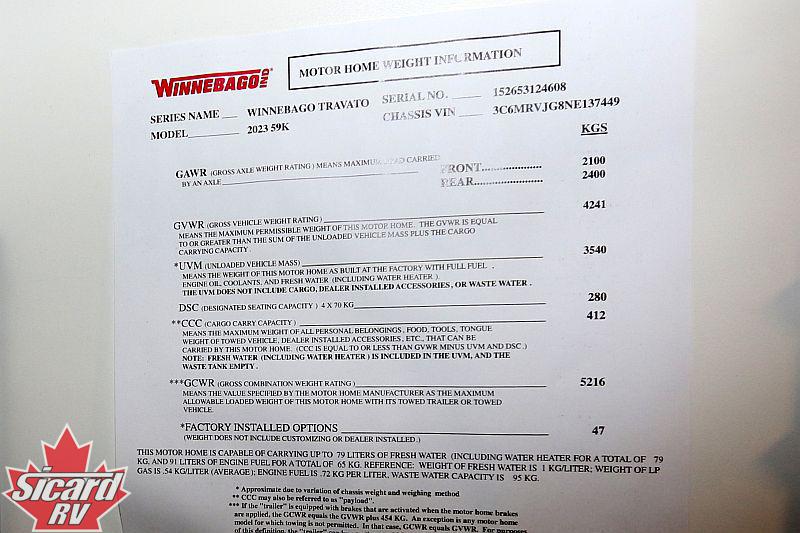 WINNEBAGO IND
MOTOR HOME WEIGHT INFORMATION
SERIES NAME WINNEBAGO TRAVATO SERIAL NO. 152653124608
MODEL 2023 59K CHASSIS VIN 3C6MRVJG8NE137449
KGS
GAWR (GROSS AXLE WEIGHT RATING) MEANS MAXIMUM LOAD CARRIED FRONT 2100
BY AN AXLE REAR 2400
GVWR (GROSS VEHICLE WEIGHT RATING) 4241
MEANS THE MAXIMUM PERMISSIBLE WEIGHT OF THIS MOTOR HOME. THE GVWR IS EQUAL
TO OR GREATER THAN THE SUM OF THE UNLOADED VEHICLE MASS PLUS THE CARGO
CARRYING CAPACITY.
*UVM (UNLOADED VEHICLE MASS) 3540
MEANS THE WEIGHT OF THIS MOTOR HOME AS BUILT AT THE FACTORY WITH FULL FUEL ,
ENGINE OIL, COOLANTS, AND FRESH WATER (INCLUDING WATER HEATER ).
THE UVM DOES NOT INCLUDE CARGO, DEALER INSTALLED ACCESSORIES, OR WASTE WATER .
DSC (DESIGNATED SEATING CAPACITY ) 4 X 70 KG 280
**CCC (CARGO CARRY CAPACITY ) 412
MEANS THE MAXIMUM WEIGHT OF ALL PERSONAL BELONGINGS, FOOD, TOOLS, TONGUE
WEIGHT OF TOWED VEHICLE, DEALER INSTALLED ACCESSORIES, ETC., THAT CAN BE
CARRIED BY THIS MOTOR HOME. (CCC IS EQUAL TO OR LESS THAN GVWR MINUS UVM AND DSC .)
NOTE: FRESH WATER (INCLUDING WATER HEATER ) IS INCLUDED IN THE UVM, AND THE
WASTE TANK EMPTY .
***GCWR (GROSS COMBINATION WEIGHT RATING ) 5216
MEANS THE VALUE SPECIFIED BY THE MOTOR HOME MANUFACTURER AS THE MAXIMUM
ALLOWABLE LOADED WEIGHT OF THIS MOTOR HOME WITH ITS TOWED TRAILER OR TOWED
VEHICLE.
*FACTORY INSTALLED OPTIONS 47
(WEIGHT DOES NOT INCLUDE CUSTOMIZING OR DEALER INSTALLED .)
THIS MOTOR HOME IS CAPABLE OF CARRYING UP TO 79 LITERS OF FRESH WATER (INCLUDING WATER HEATER FOR A TOTAL OF 79
KG, AND 91 LITERS OF ENGINE FUEL FOR A TOTAL OF 65 KG. REFERENCE: WEIGHT OF FRESH WATER IS 1 KG/LITER; WEIGHT OF LP
GAS IS .54 KG/LITER (AVERAGE); ENGINE FUEL IS .72 KG PER LITER, WASTE WATER CAPACITY IS 95 KG.
* Approximate due to variation of chassis weight and weighing method
** CCC may also be referred to as "payload".
*** If the "trailer" is equipped with brakes that are activated when the motor home brakes
are applied, the GCWR equals the GVWR plus 454 KG. An exception is any motor home
model for which towing is not permitted. In that case, GCWR equals GVWR. For purposes
of this definition, the "trailer"
Sicard
RV